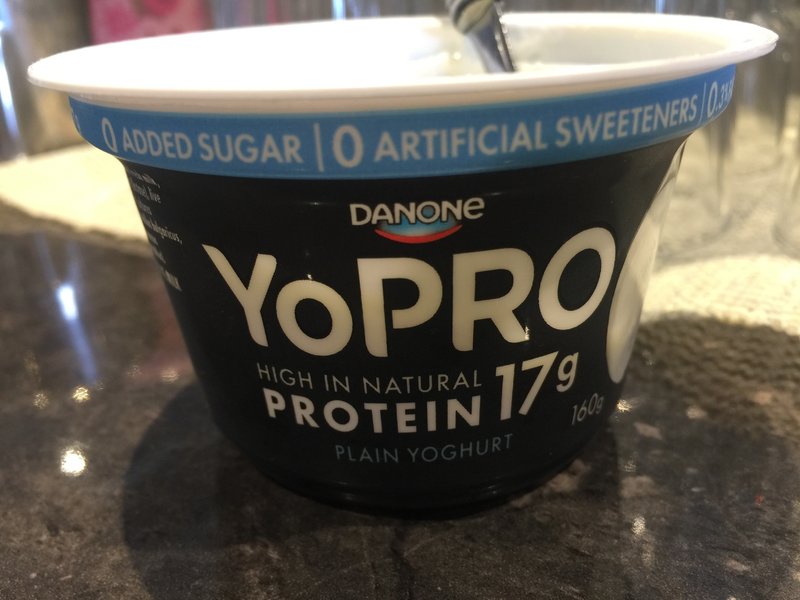 0 ADDED SUGAR | 0 ARTIFICIAL SWEETENERS |
DANONE
YoPRO
HIGH IN NATURAL
PROTEIN 17g
160g
PLAIN YOGHURT